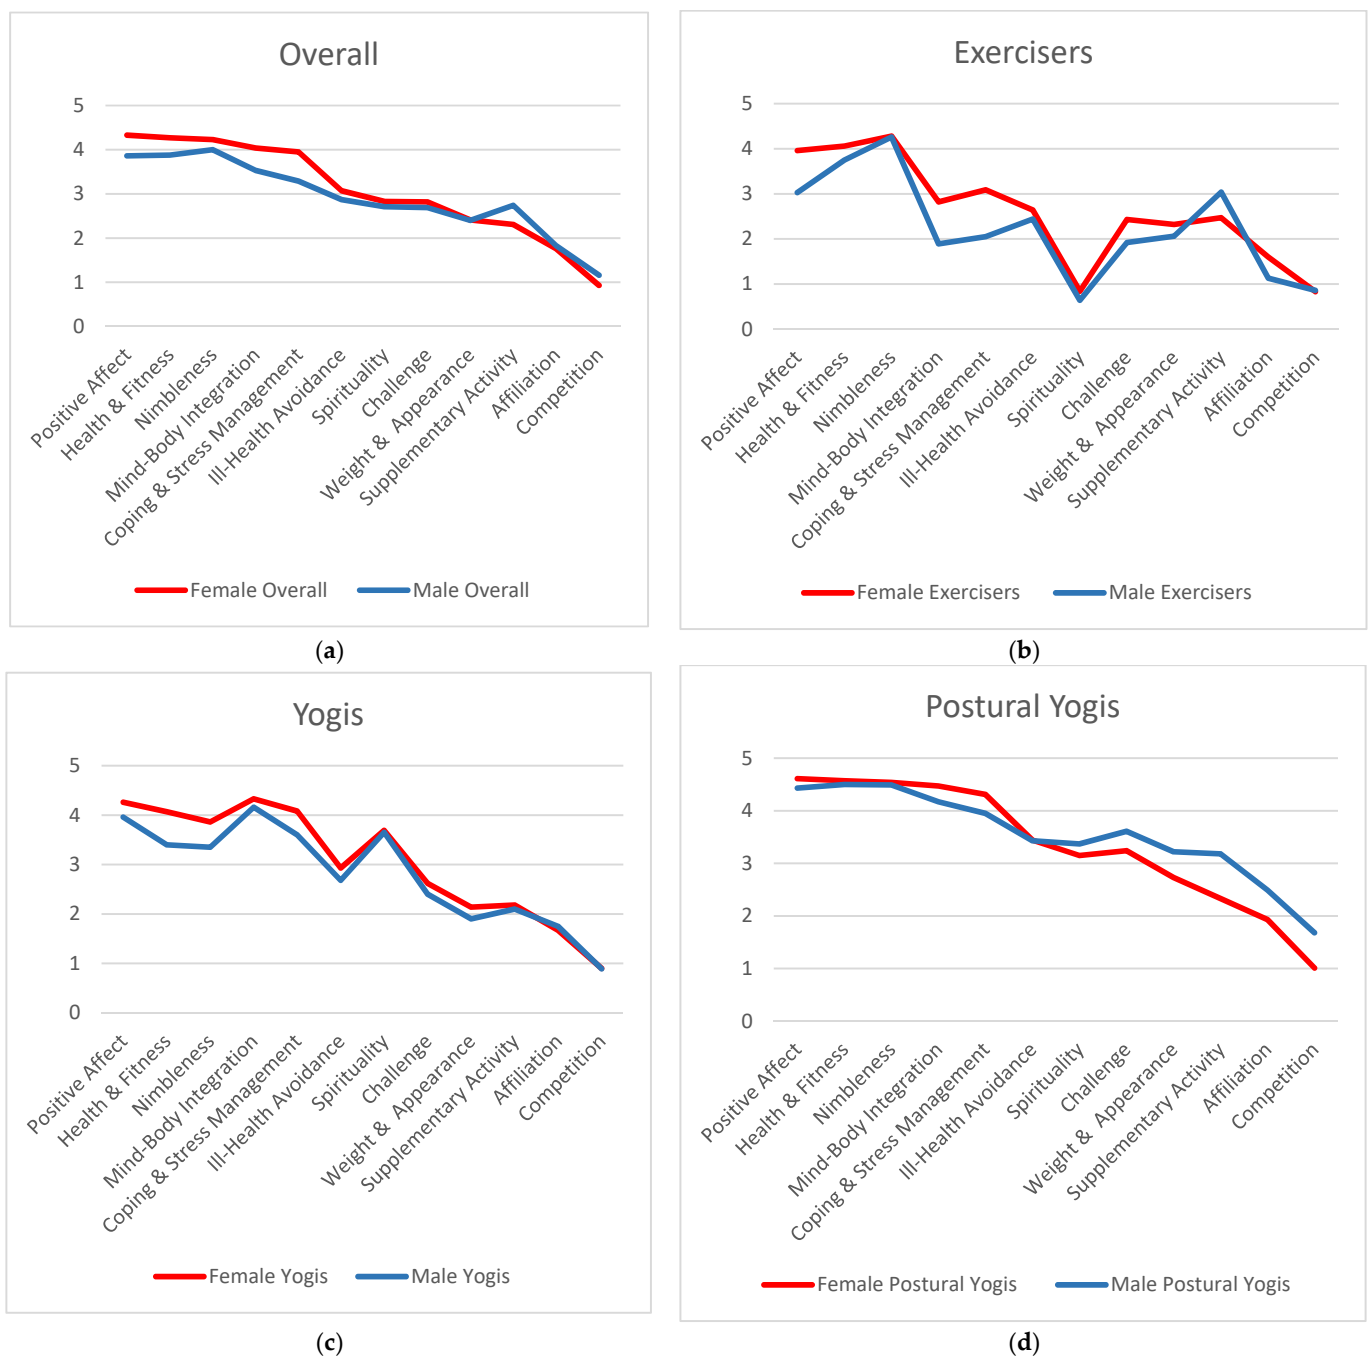 Overall
5
4
3
2
1
0
Positive Affect
Health & Fitness
Nimbleness
Mind-Body Integration
Coping & Stress Management
Ill-Health Avoidance
Spirituality
Challenge
Weight & Appearance
Supplementary Activity
Affiliation
Competition
Female Overall
Male Overall
(a)
Exercisers
5
4
3
2
1
0
Positive Affect
Health & Fitness
Nimbleness
Mind-Body Integration
Coping & Stress Management
Ill-Health Avoidance
Spirituality
Challenge
Weight & Appearance
Supplementary Activity
Affiliation
Competition
Female Exercisers
Male Exercisers
(b)
Yogis
5
4
3
2
1
0
Positive Affect
Health & Fitness
Nimbleness
Mind-Body Integration
Coping & Stress Management
Ill-Health Avoidance
Spirituality
Challenge
Weight & Appearance
Supplementary Activity
Affiliation
Competition
Female Yogis
Male Yogis
(c)
Postural Yogis
5
4
3
2
1
0
Positive Affect
Health & Fitness
Nimbleness
Mind-Body Integration
Coping & Stress Management
Ill-Health Avoidance
Spirituality
Challenge
Weight & Appearance
Supplementary Activity
Affiliation
Competition
Female Postural Yogis
Male Postural Yogis
(d)